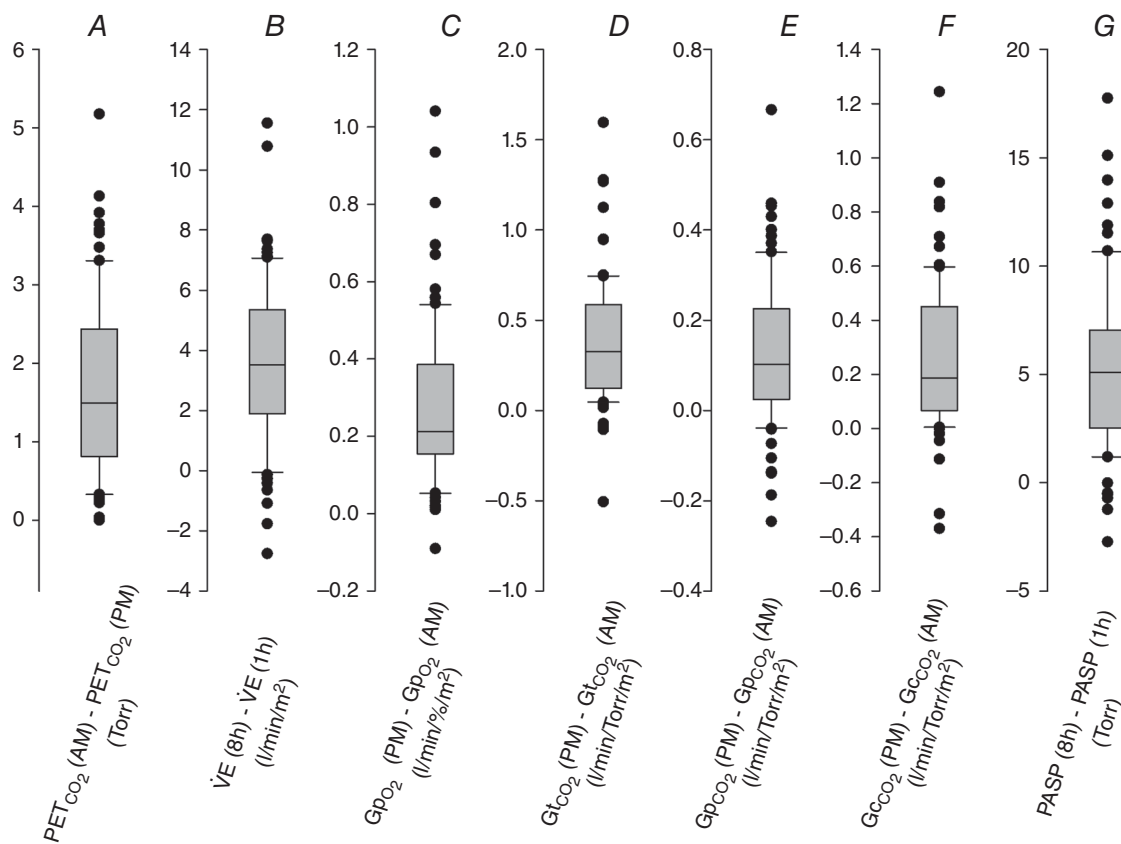 A
6
5
4
3
2
1
0
PETCO2 (AM) - PETCO2 (PM)
(Torr)
B
14
12
10
8
6
4
2
0
–2
–4
V̇E (8h) - V̇E (1h)
(l/min/m2)
C
1.2
1.0
0.8
0.6
0.4
0.2
0.0
–0.2
GpO2 (PM) - GpO2 (AM)
(l/min/%/m2)
D
2.0
1.5
1.0
0.5
0.0
–0.5
–1.0
GtCO2 (PM) - GtCO2 (AM)
(l/min/Torr/m2)
E
0.8
0.6
0.4
0.2
0.0
–0.2
–0.4
GpCO2 (PM) - GpCO2 (AM)
(l/min/Torr/m2)
F
1.4
1.2
1.0
0.8
0.6
0.4
0.2
0.0
–0.2
–0.4
–0.6
GcCO2 (PM) - GcCO2 (AM)
(l/min/Torr/m2)
G
20
15
10
5
0
–5
PASP (8h) - PASP (1h)
(Torr)